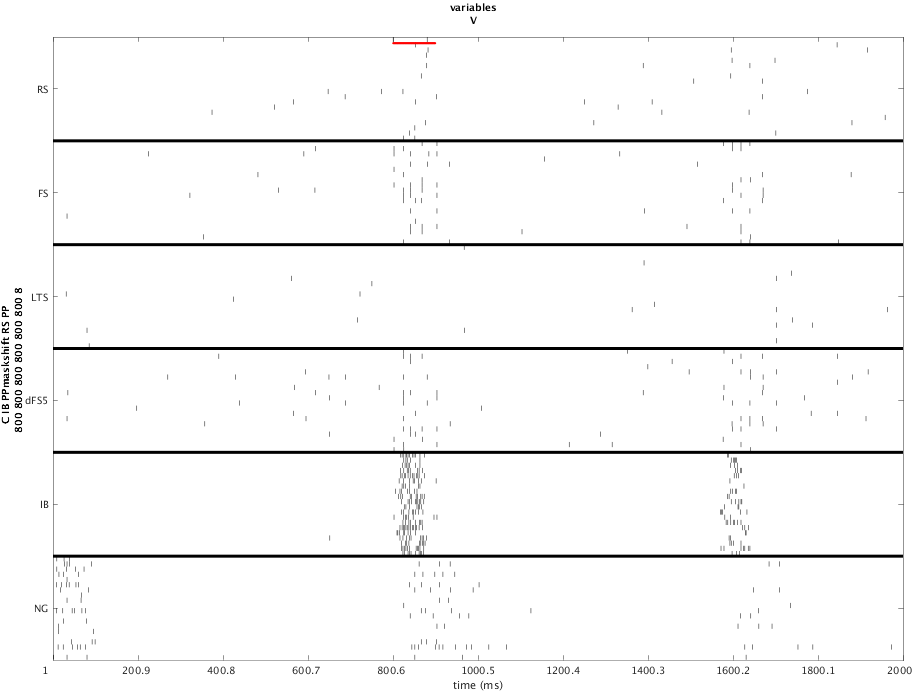 variables
V
C IB PPmaskshift RS PP
800 800 800 800 800 800 8
RS
FS
LTS
dFS5
IB
NG
1 200.9 400.8 600.7 800.6 1000.5 1200.4 1400.3 1600.2 1800.1 2000
time (ms)